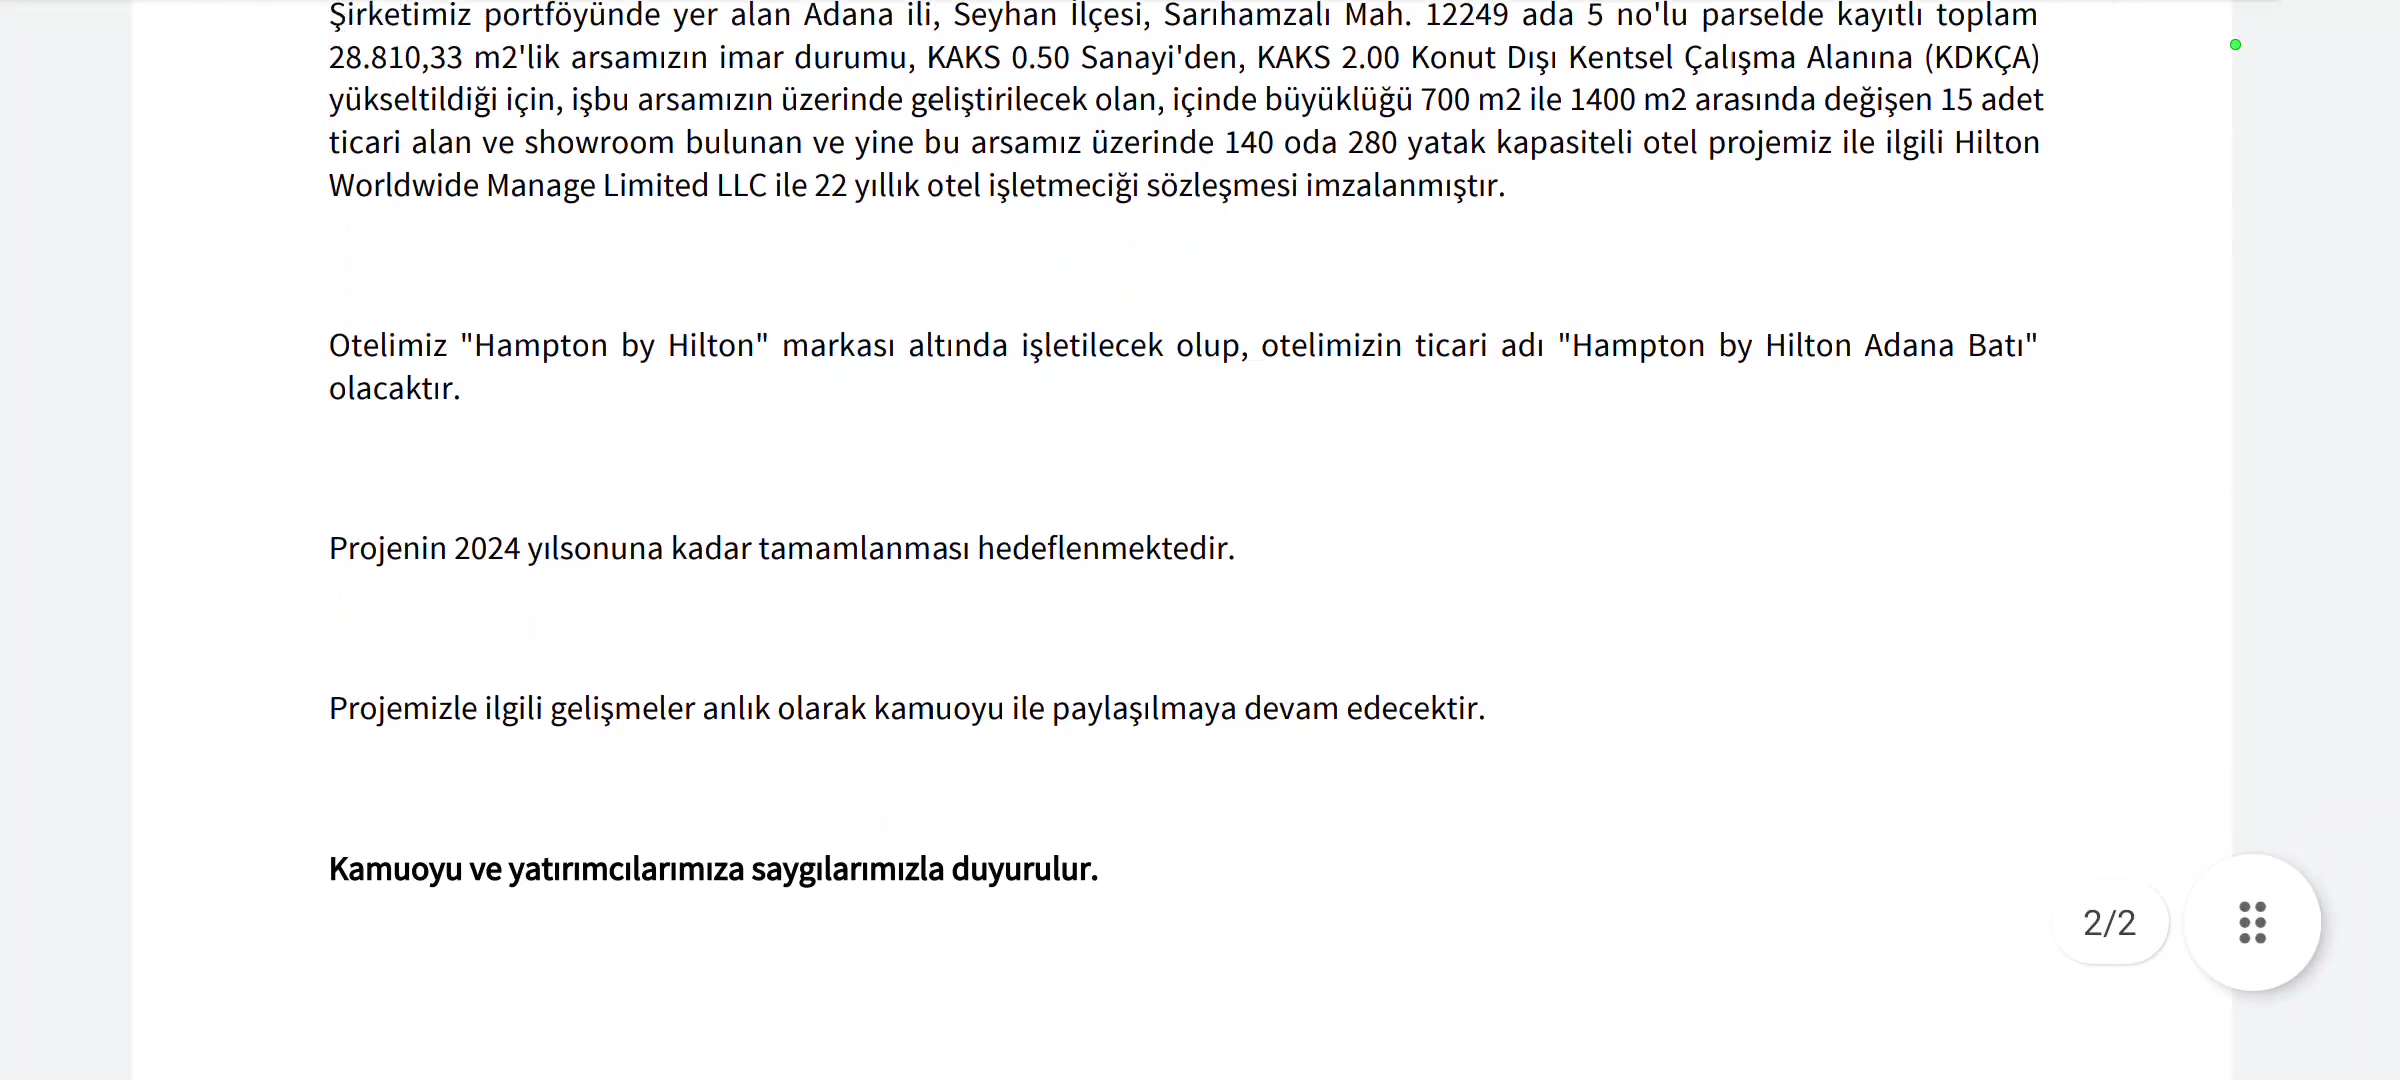 Şirketimiz portföyünde yer alan Adana ili, Seyhan İlçesi, Sarıhamzalı Mah. 12249 ada 5 no'lu parselde kayıtlı toplam
28.810,33 m2'lik arsamızın imar durumu, KAKS 0.50 Sanayi'den, KAKS 2.00 Konut Dışı Kentsel Çalışma Alanına (KDKÇA)
yükseltildiği için, işbu arsamızın üzerinde geliştirilecek olan, içinde büyüklüğü 700 m2 ile 1400 m2 arasında değişen 15 adet
ticari alan ve showroom bulunan ve yine bu arsamız üzerinde 140 oda 280 yatak kapasiteli otel projemiz ile ilgili Hilton
Worldwide Manage Limited LLC ile 22 yıllık otel işletmeciği sözleşmesi imzalanmıştır.
Otelimiz "Hampton by Hilton" markası altında işletilecek olup, otelimizin ticari adı "Hampton by Hilton Adana Batı"
olacaktır.
Projenin 2024 yılsonuna kadar tamamlanması hedeflenmektedir.
Projemizle ilgili gelişmeler anlık olarak kamuoyu ile paylaşılmaya devam edecektir.
Kamuoyu ve yatırımcılarımıza saygılarımızla duyurulur.
2/2